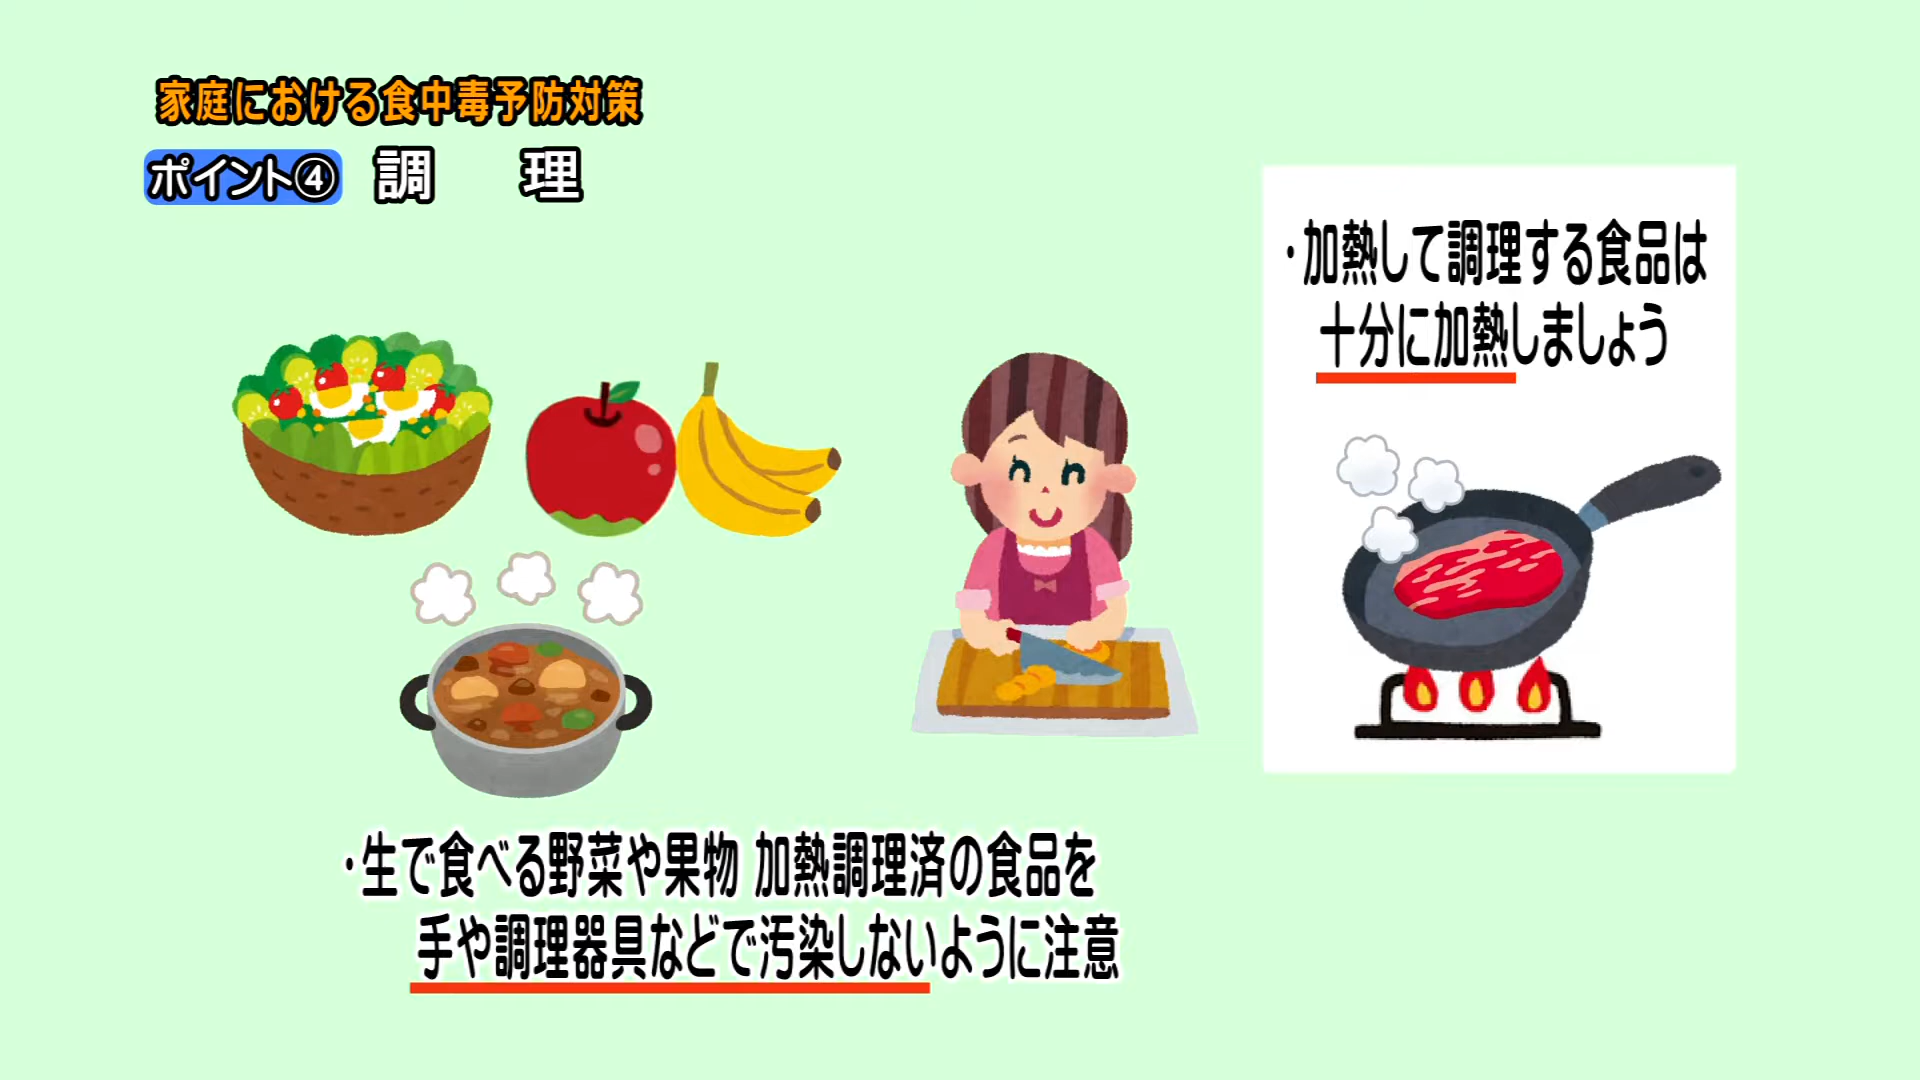 家庭における食中毒予防対策
ポイント④ 調 理
・加熱して調理する食品は
十分に加熱しましょう
・生で食べる野菜や果物 加熱調理済の食品を
手や調理器具などで汚染しないように注意